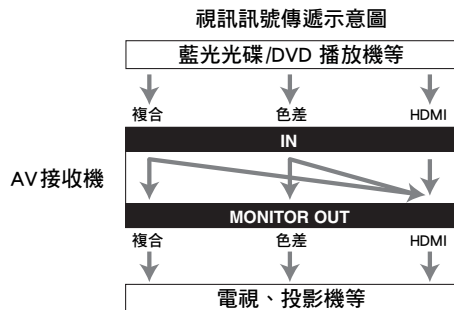 視訊訊號傳遞示意圖
藍光光碟/DVD 播放機等
複合 色差 HDMI
IN
AV接收機
MONITOR OUT
複合 色差 HDMI
電視、投影機等